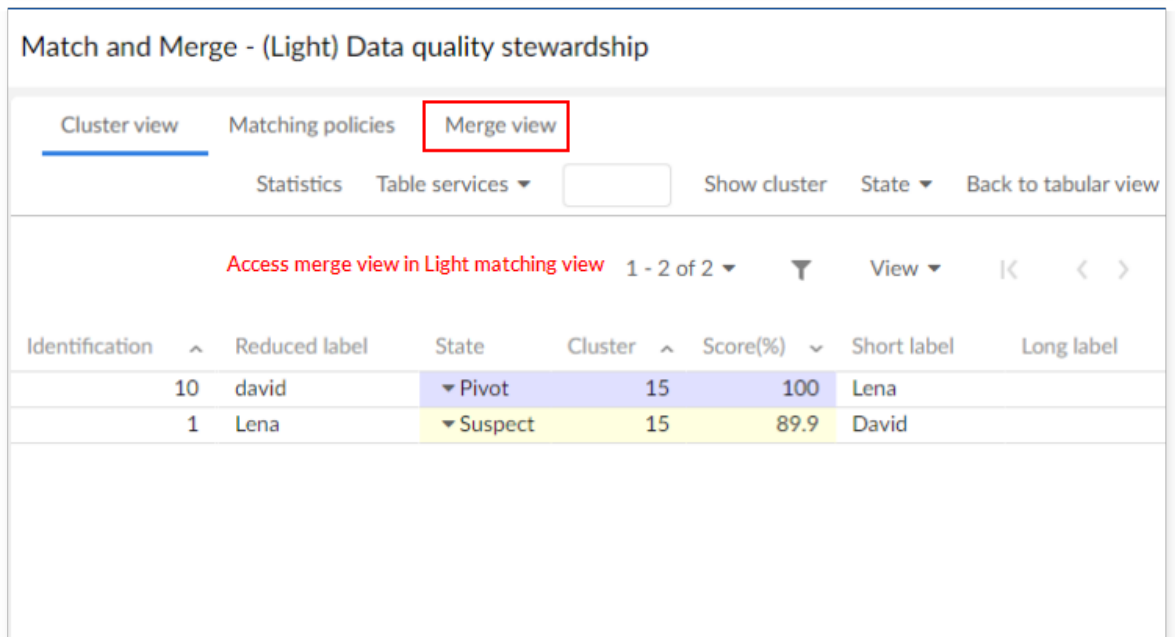 Match and Merge - (Light) Data quality stewardship
Cluster view Matching policies Merge view
Statistics Table services Show cluster State Back to tabular view
Access merge view in Light matching view 1 - 2 of 2 View
Identification Reduced label State Cluster Score(%) Short label Long label
10 david Pivot 15 100 Lena
1 Lena Suspect 15 89.9 David